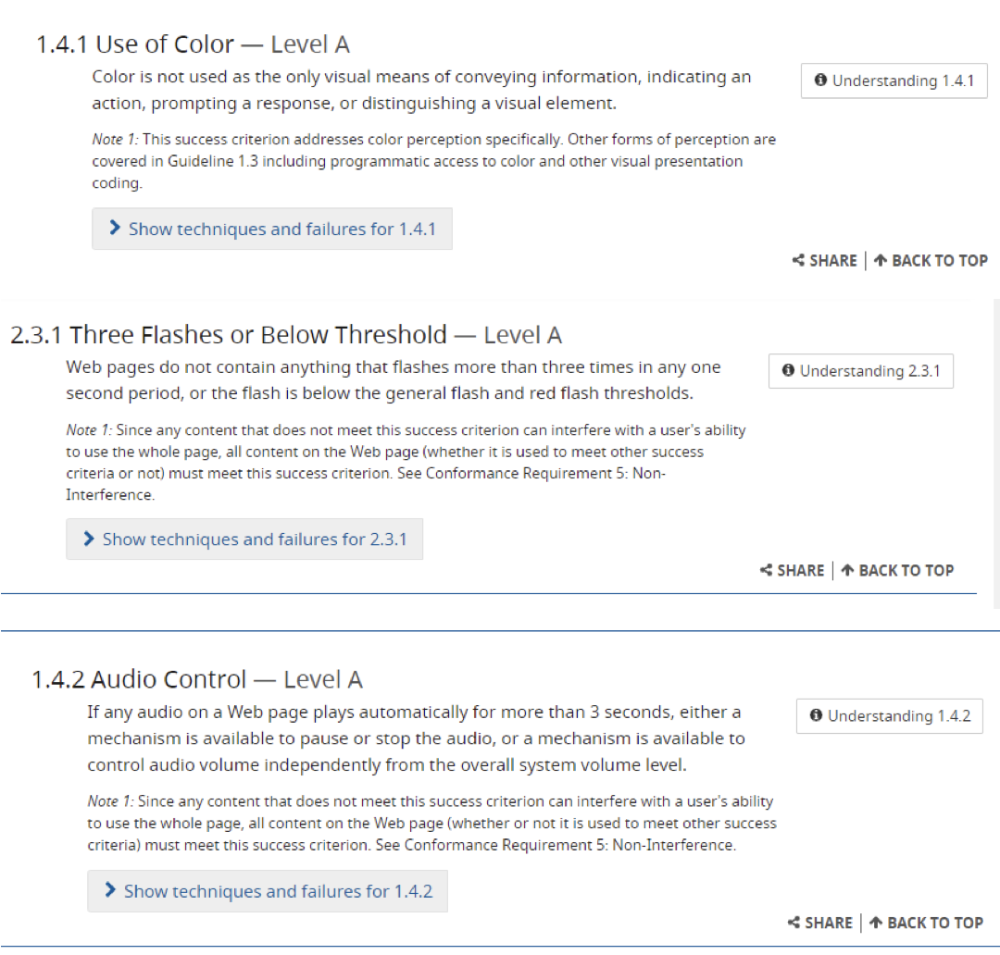 1.4.1 Use of Color — Level A
Color is not used as the only visual means of conveying information, indicating an
action, prompting a response, or distinguishing a visual element.
Understanding 1.4.1
Note 1: This success criterion addresses color perception specifically. Other forms of perception are
covered in Guideline 1.3 including programmatic access to color and other visual presentation
coding.
Show techniques and failures for 1.4.1
SHARE | BACK TO TOP
2.3.1 Three Flashes or Below Threshold — Level A
Web pages do not contain anything that flashes more than three times in any one
second period, or the flash is below the general flash and red flash thresholds.
Understanding 2.3.1
Note 1: Since any content that does not meet this success criterion can interfere with a user's ability
to use the whole page, all content on the Web page (whether it is used to meet other success
criteria or not) must meet this success criterion. See Conformance Requirement 5: Non-
Interference.
Show techniques and failures for 2.3.1
SHARE | BACK TO TOP
1.4.2 Audio Control — Level A
If any audio on a Web page plays automatically for more than 3 seconds, either a
mechanism is available to pause or stop the audio, or a mechanism is available to
control audio volume independently from the overall system volume level.
Understanding 1.4.2
Note 1: Since any content that does not meet this success criterion can interfere with a user's ability
to use the whole page, all content on the Web page (whether or not it is used to meet other success
criteria) must meet this success criterion. See Conformance Requirement 5: Non-Interference.
Show techniques and failures for 1.4.2
SHARE | BACK TO TOP